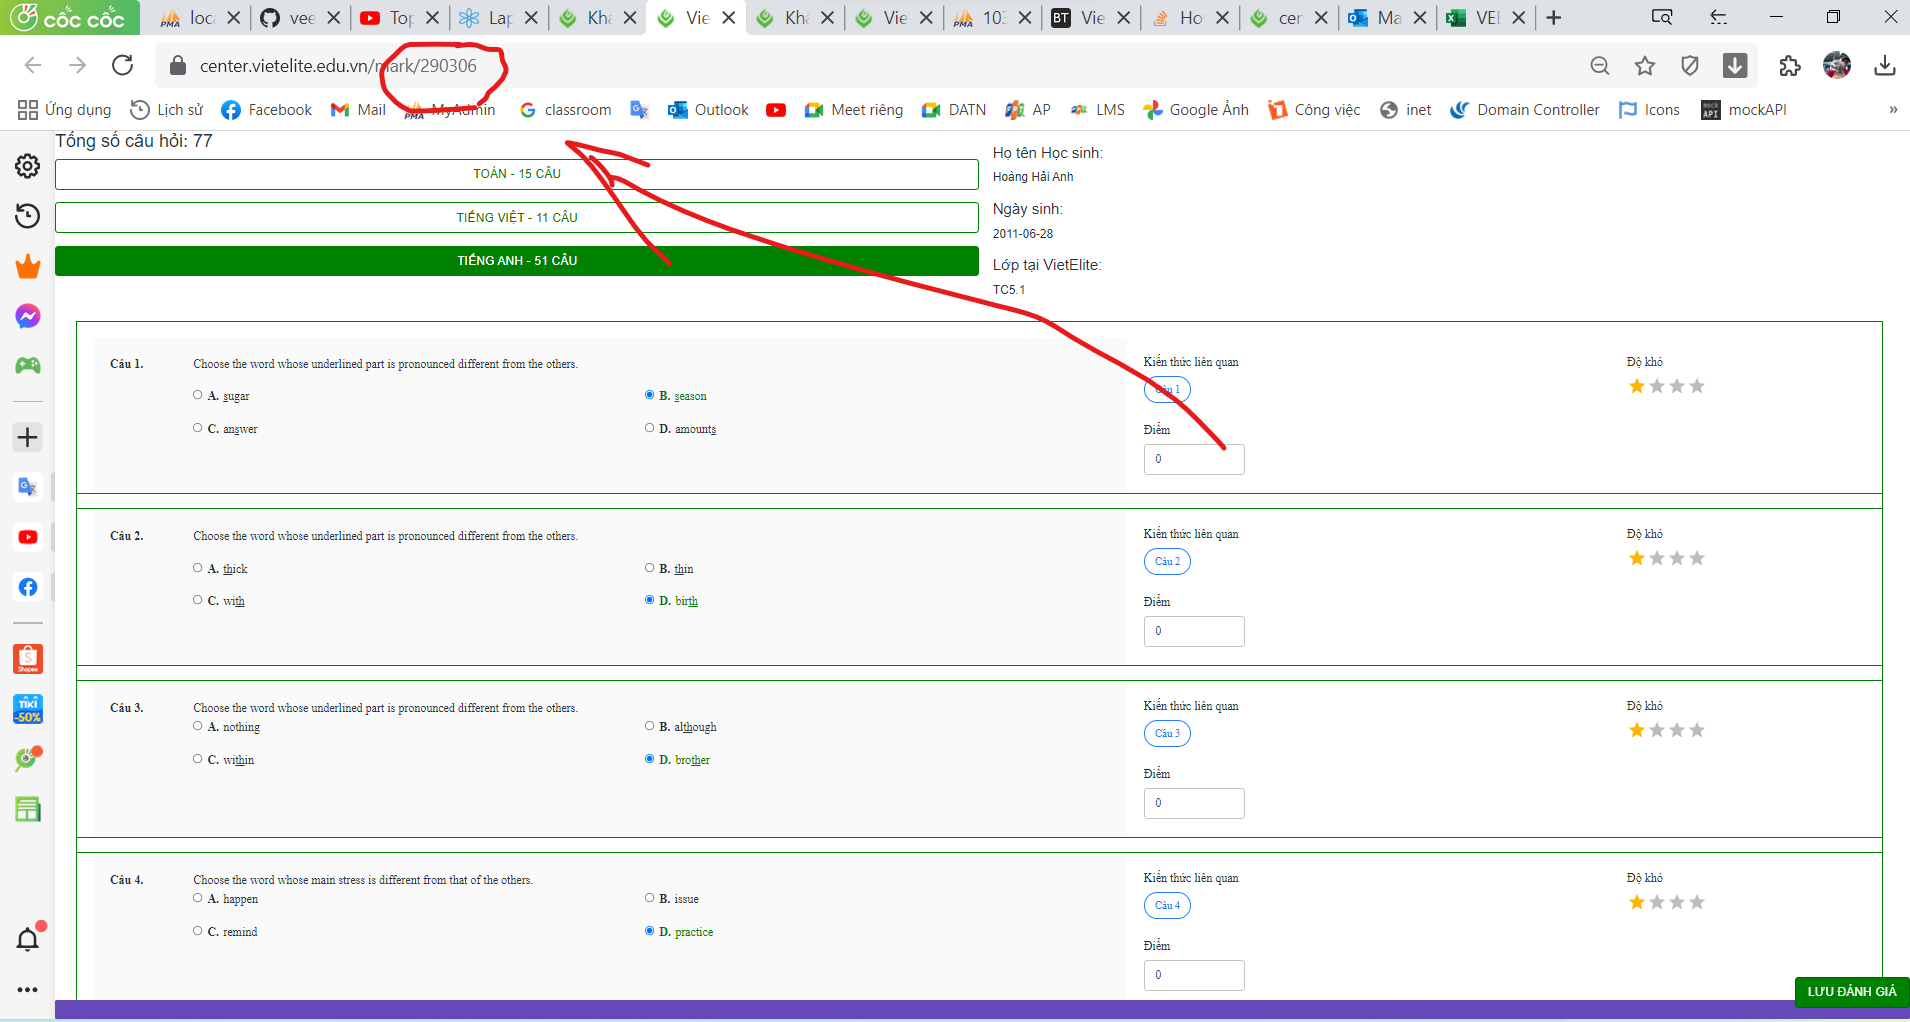 cốc cốc
loca
vee
Top
Lap
Kha
Vie
Kha
Vie
103
BT Vie
Ho
cen
Ma
VEE
center.vietelite.edu.vn/mark/290306
Ứng dụng
Lịch sử
Facebook
Mail
MyAdmin
classroom
Outlook
Meet riêng
DATN
AP
LMS
Google Ảnh
Công việc
inet
Domain Controller
Icons
mockAPI
»
Tổng số câu hỏi: 77
TOÁN - 15 CÂU
TIẾNG VIỆT - 11 CÂU
TIẾNG ANH - 51 CÂU
Họ tên Học sinh:
Hoàng Hải Anh
Ngày sinh:
2011-06-28
Lớp tại VietElite:
TC5.1
Câu 1. Choose the word whose underlined part is pronounced different from the others.
A. sugar
B. season
C. answer
D. amounts
Kiến thức liên quan
Câu 1
Độ khó
Điểm
0
Câu 2. Choose the word whose underlined part is pronounced different from the others.
A. thick
B. thin
C. with
D. birth
Kiến thức liên quan
Câu 2
Độ khó
Điểm
0
Câu 3. Choose the word whose underlined part is pronounced different from the others.
A. nothing
B. although
C. within
D. brother
Kiến thức liên quan
Câu 3
Độ khó
Điểm
0
Câu 4. Choose the word whose main stress is different from that of the others.
A. happen
B. issue
C. remind
D. practice
Kiến thức liên quan
Câu 4
Độ khó
Điểm
0
LƯU ĐÁNH GIÁ
Shopee
TIKI
-50%